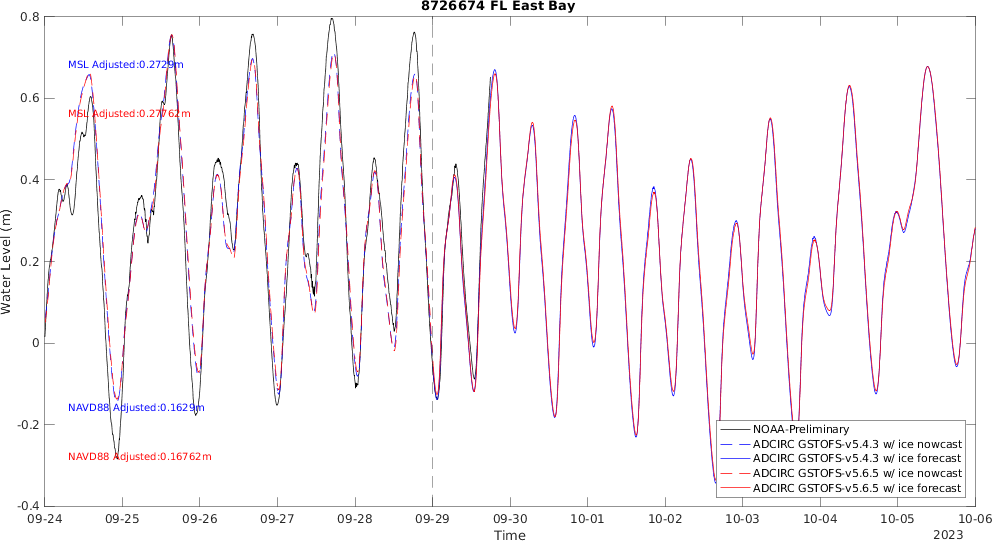 8726674 FL East Bay
0.8
0.6
0.4
0.2
0
-0.2
-0.4
Water Level (m)
MSL Adjusted:0.2729m
MSL Adjusted:0.27762m
NAVD88 Adjusted:0.1629m
NAVD88 Adjusted:0.16762m
NOAA-Preliminary
ADCIRC GSTOFS-v5.4.3 w/ ice nowcast
ADCIRC GSTOFS-v5.4.3 w/ ice forecast
ADCIRC GSTOFS-v5.6.5 w/ ice nowcast
ADCIRC GSTOFS-v5.6.5 w/ ice forecast
09-24 09-25 09-26 09-27 09-28 09-29 09-30 10-01 10-02 10-03 10-04 10-05 10-06
Time
2023